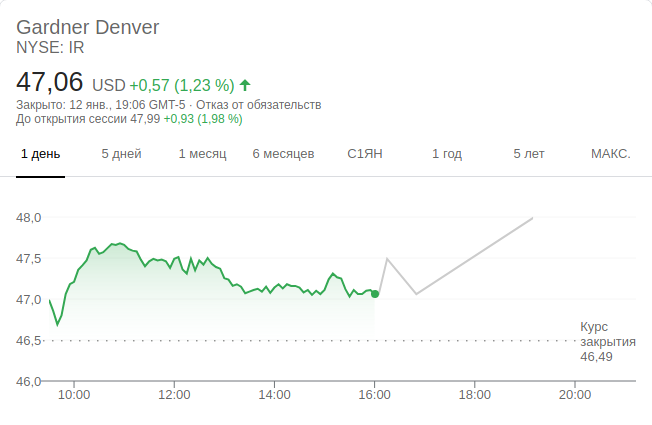 Gardner Denver
NYSE: IR
47,06 USD +0,57 (1,23 %)
Закрыто: 12 янв., 19:06 GMT-5 · Отказ от обязательств
До открытия сессии 47,99 +0,93 (1,98 %)
1 день 5 дней 1 месяц 6 месяцев С1ЯН 1 год 5 лет МАКС.
48,0
47,5
47,0
46,5
46,0
Курс
закрытия
46,49
10:00 12:00 14:00 16:00 18:00 20:00